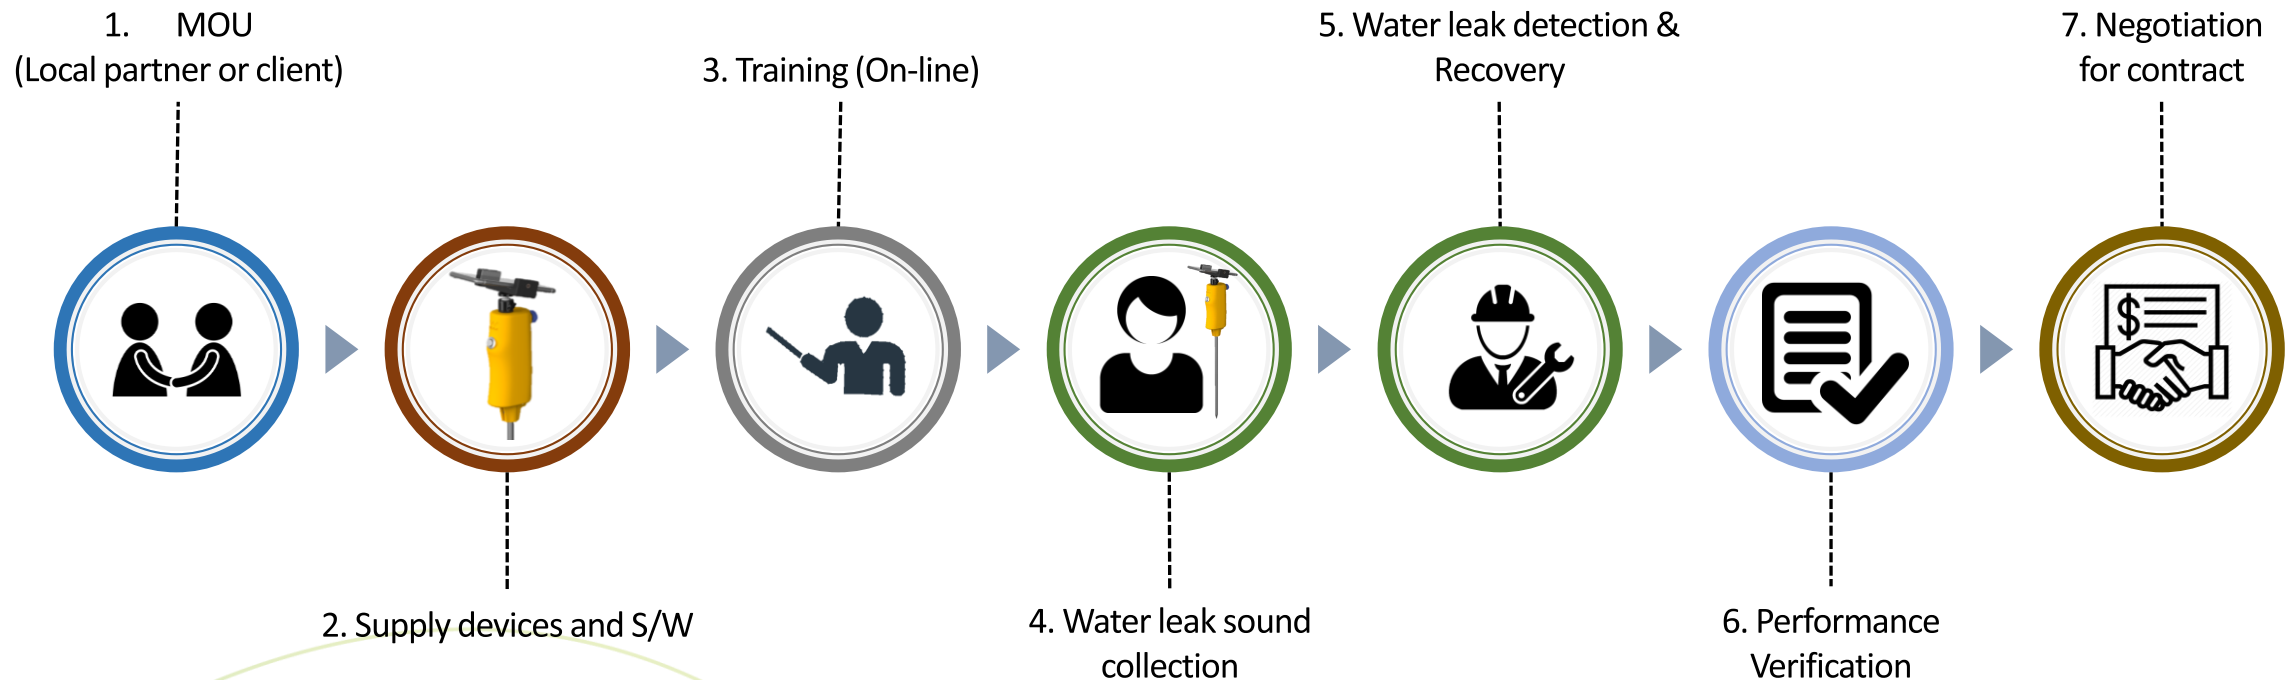 1. MOU
(Local partner or client)
2. Supply devices and S/W
3. Training (On-line)
4. Water leak sound
collection
5. Water leak detection &
Recovery
6. Performance
Verification
7. Negotiation
for contract
$